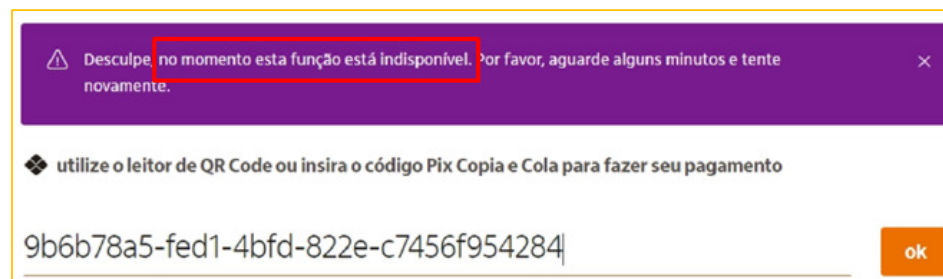 Desculpe, no momento esta função está indisponível. Por favor, aguarde alguns minutos e tente
novamente.
utilize o leitor de QR Code ou insira o código Pix Copia e Cola para fazer seu pagamento
9b6b78a5-fed1-4bfd-822e-c7456f954284
ok